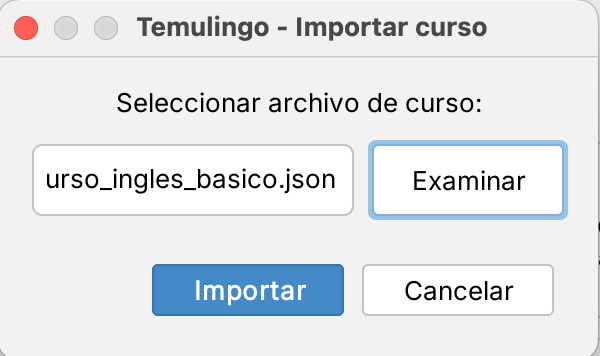 Temulingo - Importar curso
Seleccionar archivo de curso:
urso_ingles_basico.json
Examinar
Importar
Cancelar